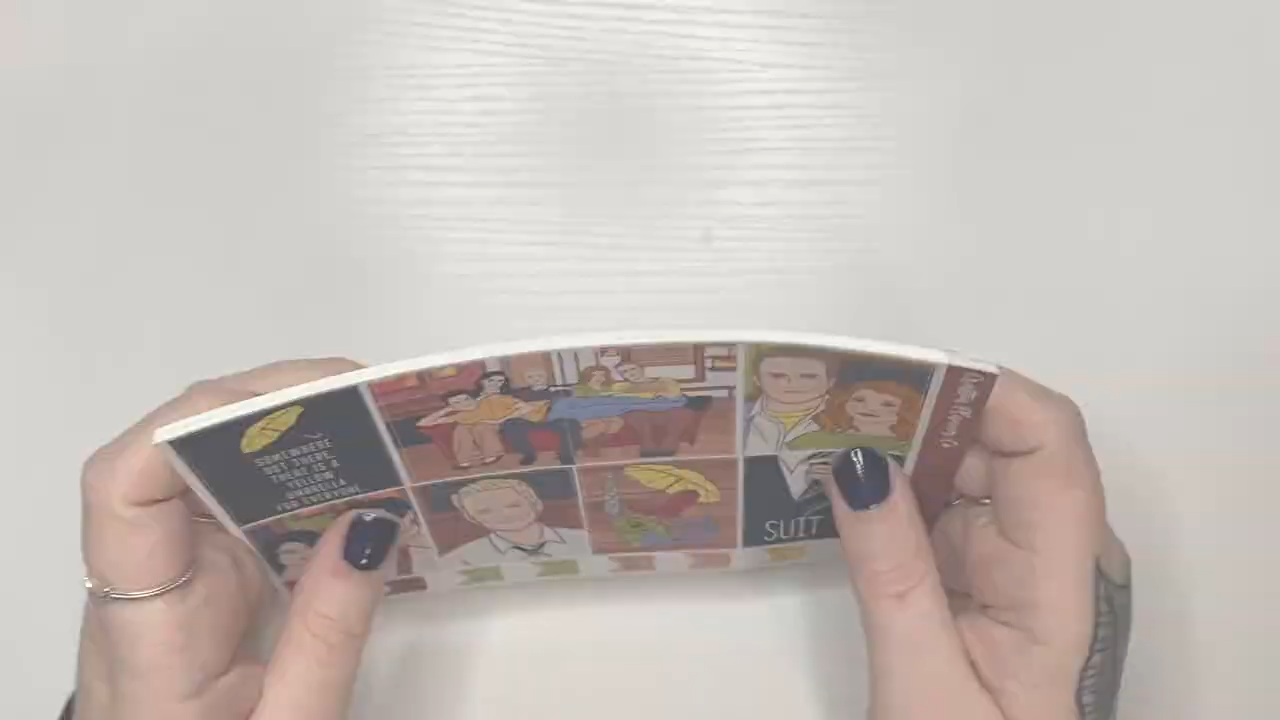 SOMEWHERE
OUT THERE,
THERE IS A
YELLOW
UMBRELLA
FOR EVERYONE
SUIT